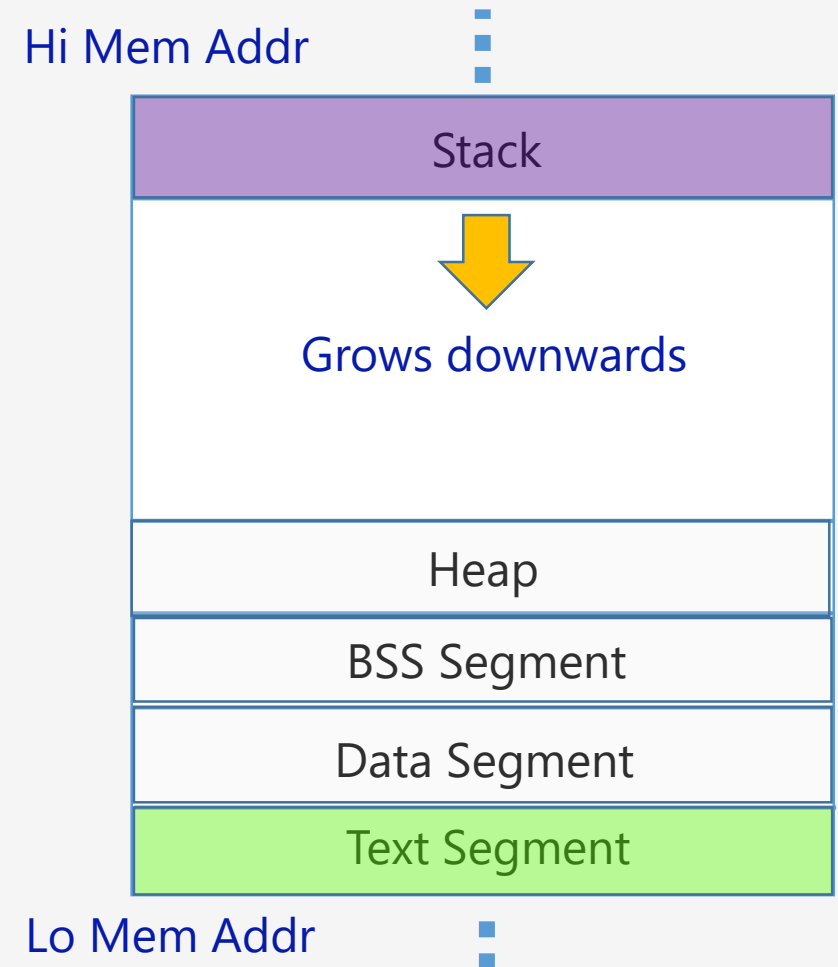 Hi Mem Addr
Stack
Grows downwards
Heap
BSS Segment
Data Segment
Text Segment
Lo Mem Addr